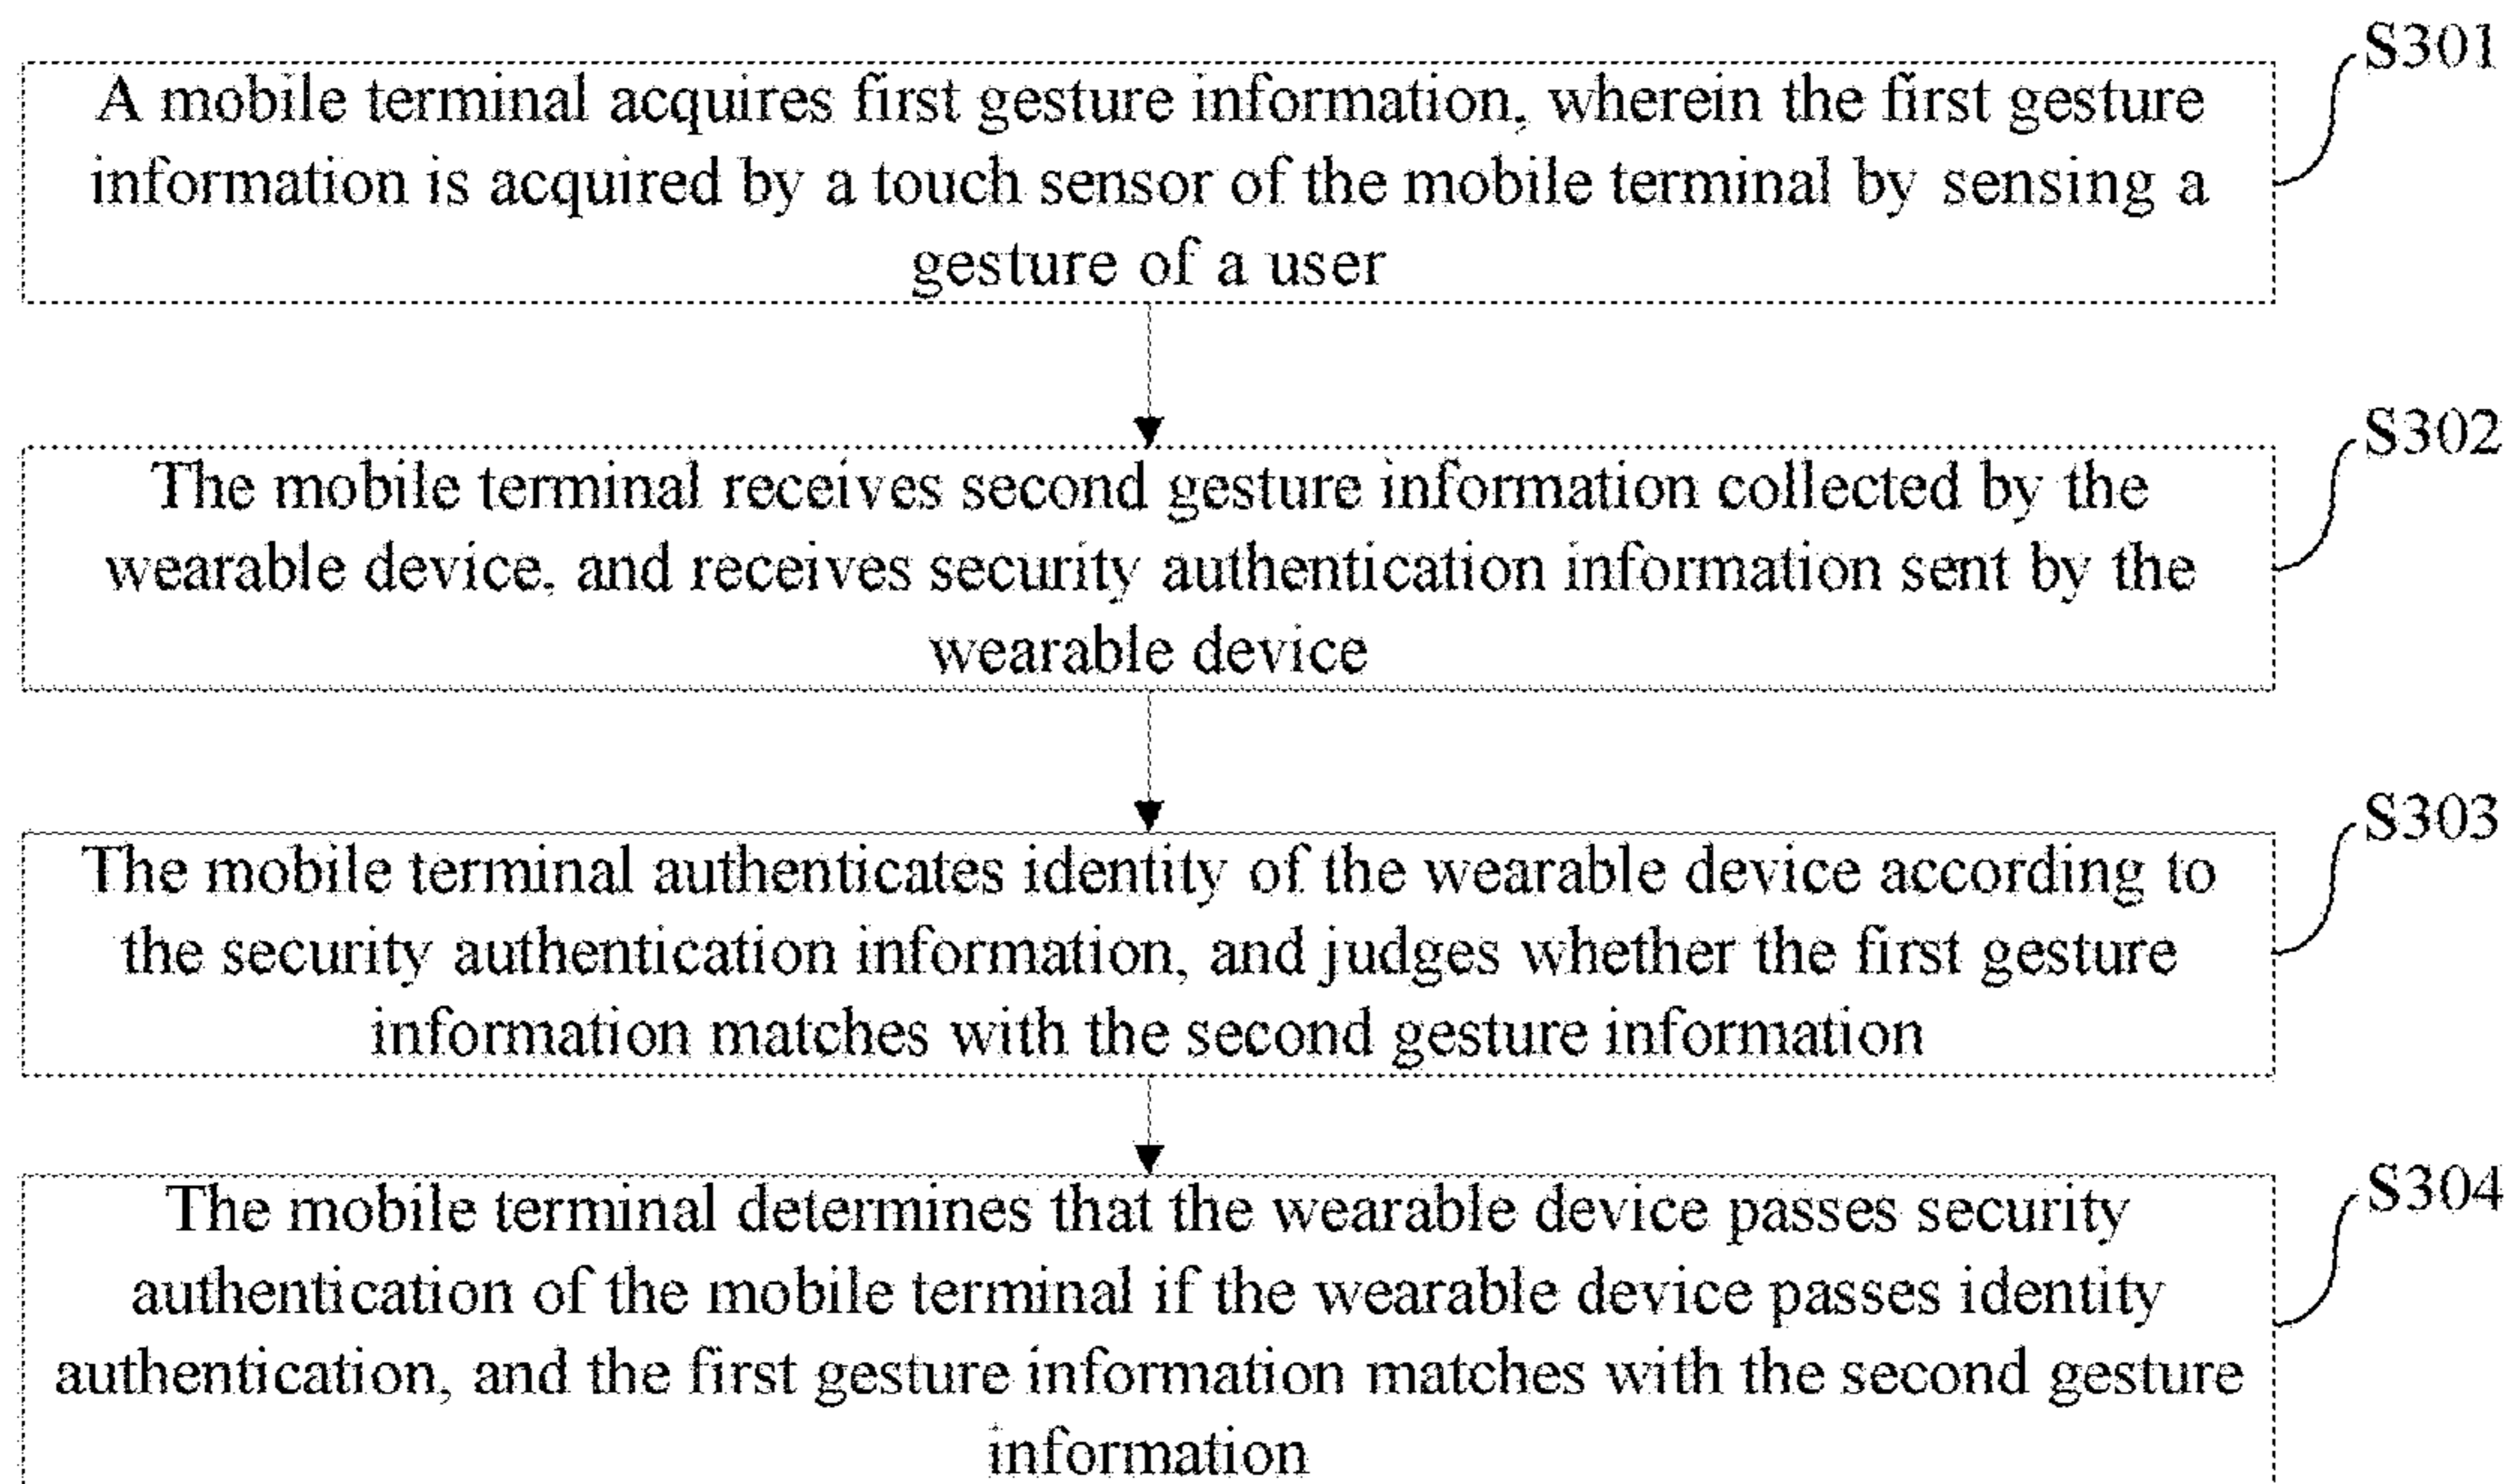 S301
A mobile terminal acquires first gesture information, wherein the first gesture
information is acquired by a touch sensor of the mobile terminal by sensing a
gesture of a user
S302
The mobile terminal receives second gesture information collected by the
wearable device, and receives security authentication information sent by the
wearable device
S303
The mobile terminal authenticates identity of the wearable device according to
the security authentication information, and judges whether the first gesture
information matches with the second gesture information
S304
The mobile terminal determines that the wearable device passes security
authentication of the mobile terminal if the wearable device passes identity
authentication, and the first gesture information matches with the second gesture
information